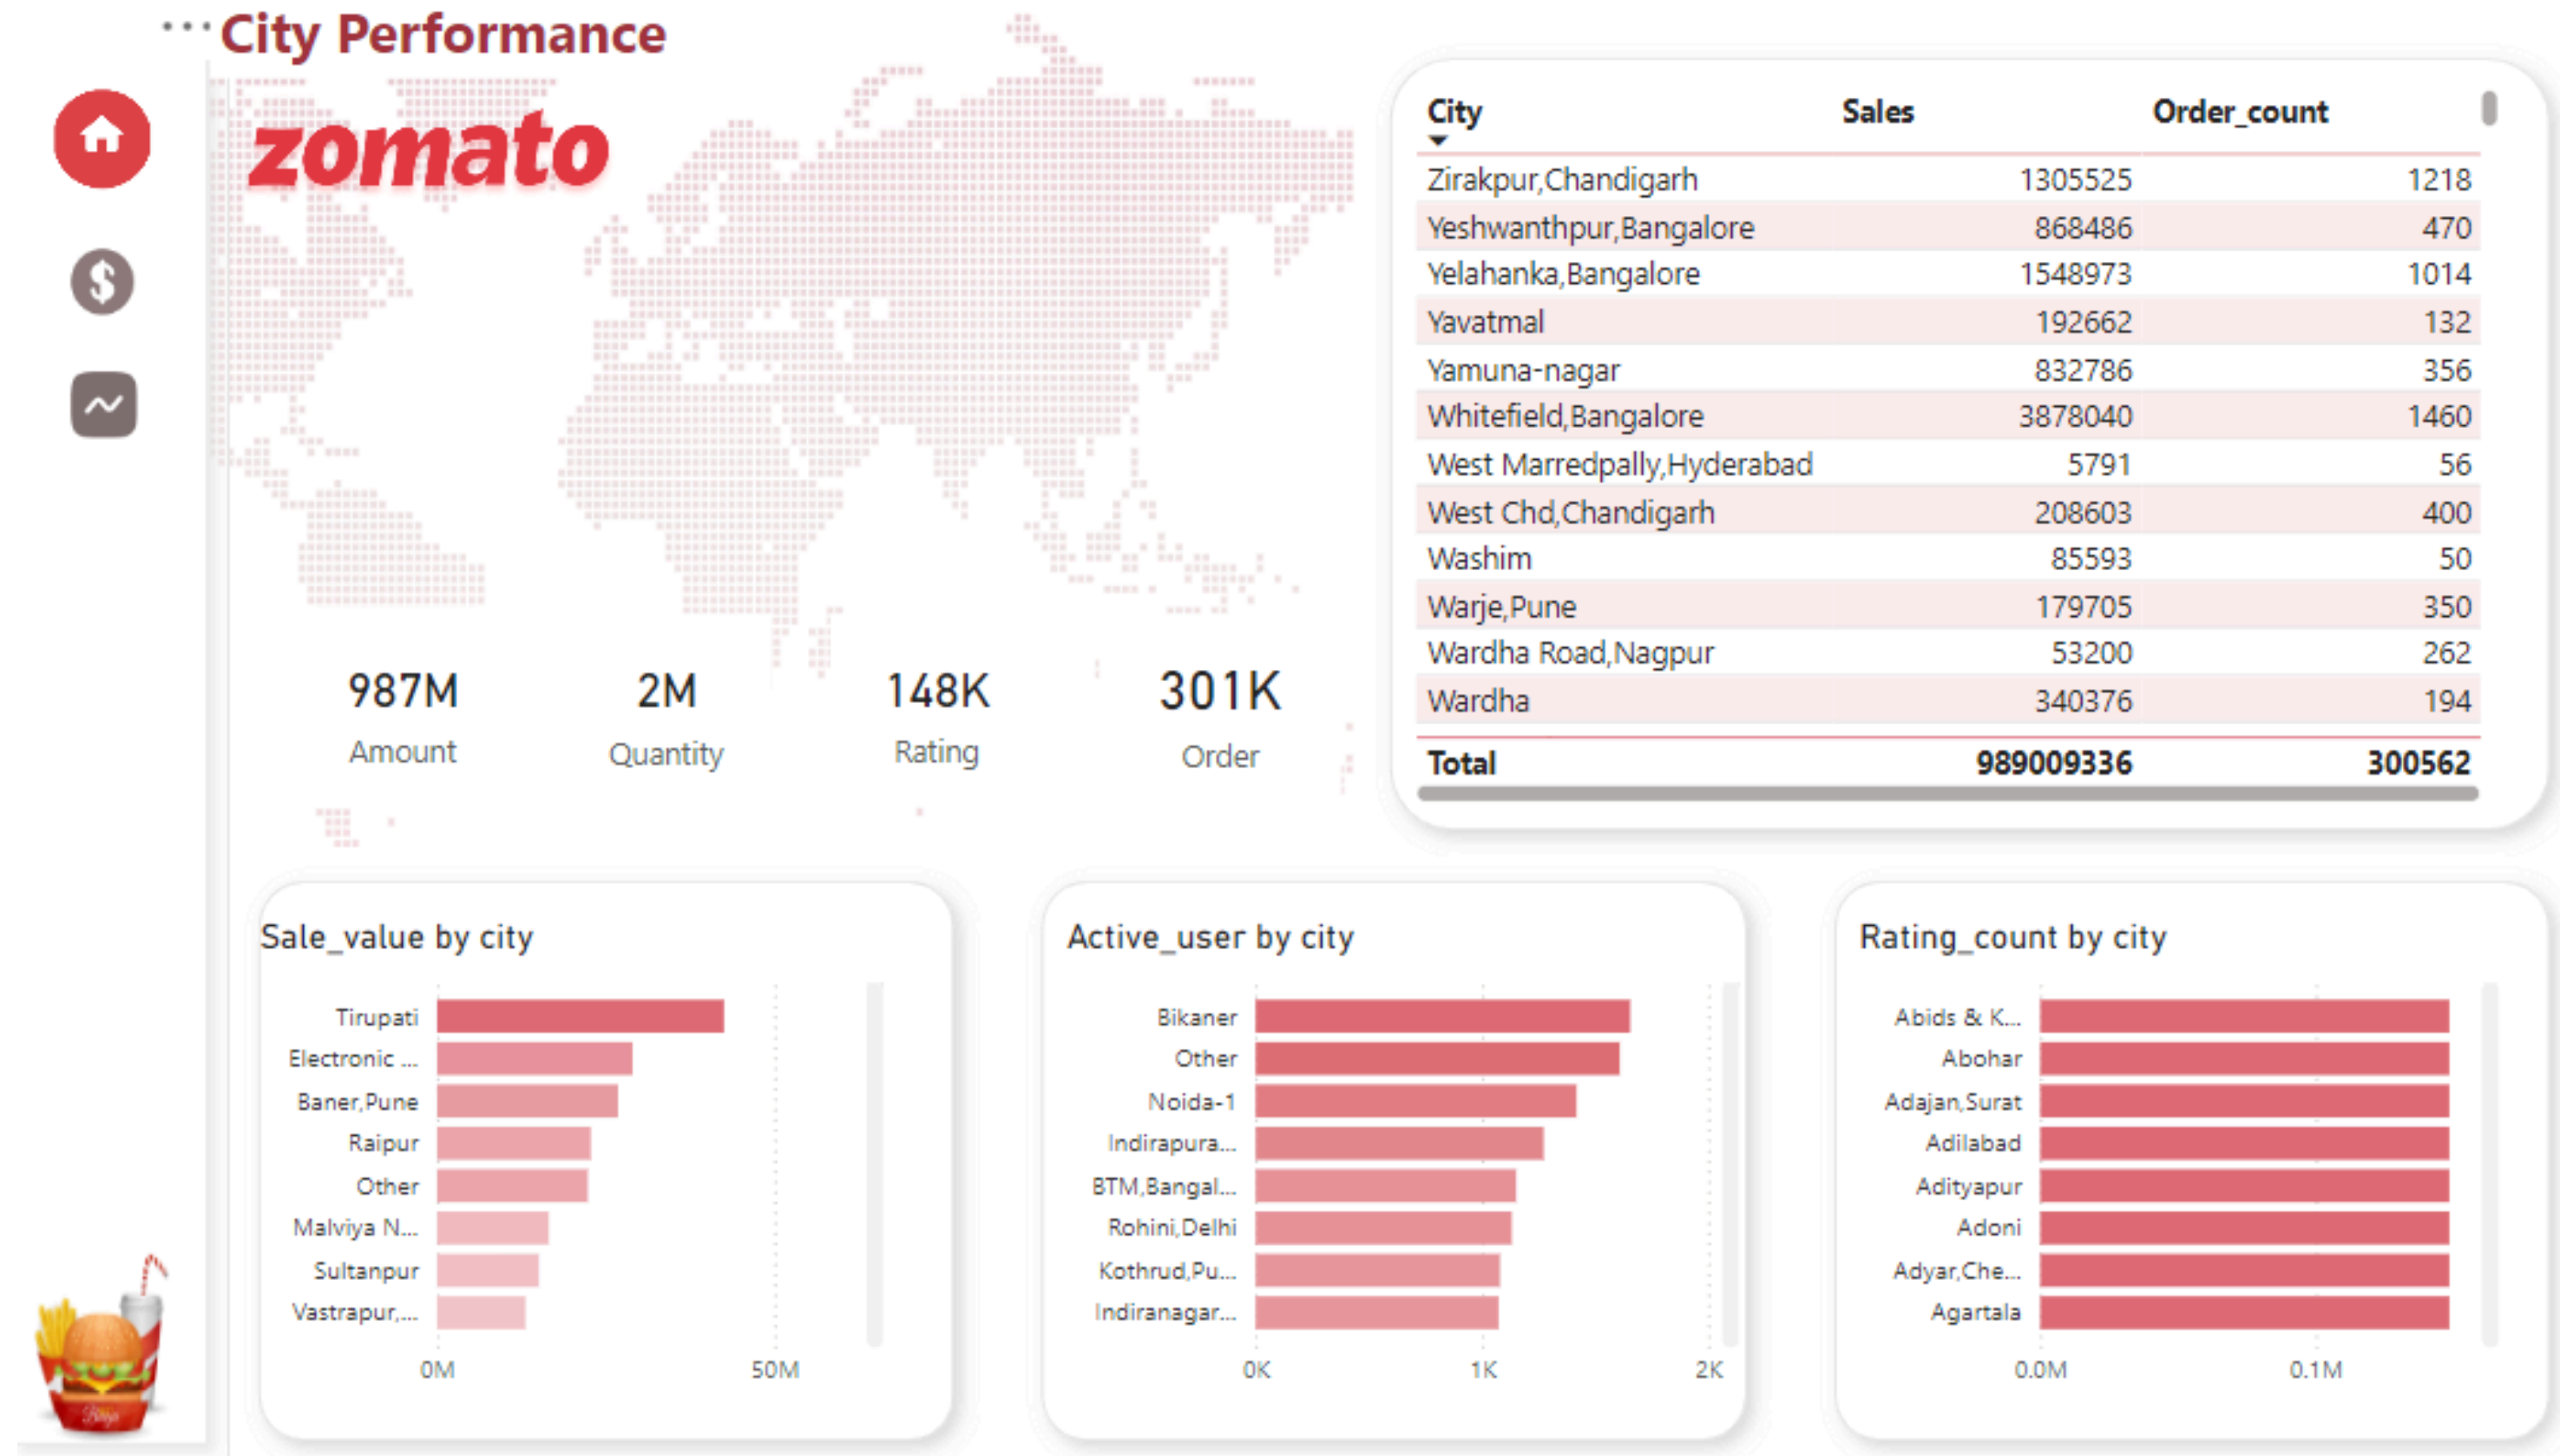 City Performance
zomato
987M
Amount
2M
Quantity
148K
Rating
301K
Order
City Sales Order_count
Zirakpur,Chandigarh 1305525 1218
Yeshwanthpur,Bangalore 868486 470
Yelahanka,Bangalore 1548973 1014
Yavatmal 192662 132
Yamuna-nagar 832786 356
Whitefield,Bangalore 3878040 1460
West Marredpally,Hyderabad 5791 56
West Chd,Chandigarh 208603 400
Washim 85593 50
Warje,Pune 179705 350
Wardha Road,Nagpur 53200 262
Wardha 340376 194
Total 989009336 300562
Sale_value by city
Tirupati
Electronic ...
Baner,Pune
Raipur
Other
Malviya N...
Sultanpur
Vastrapur,...
0M 50M
Active_user by city
Bikaner
Other
Noida-1
Indirapura...
BTM,Bangal...
Rohini,Delhi
Kothrud,Pu...
Indiranagar...
0K 1K 2K
Rating_count by city
Abids & K...
Abohar
Adajan,Surat
Adilabad
Adityapur
Adoni
Adyar,Che...
Agartala
0.0M 0.1M